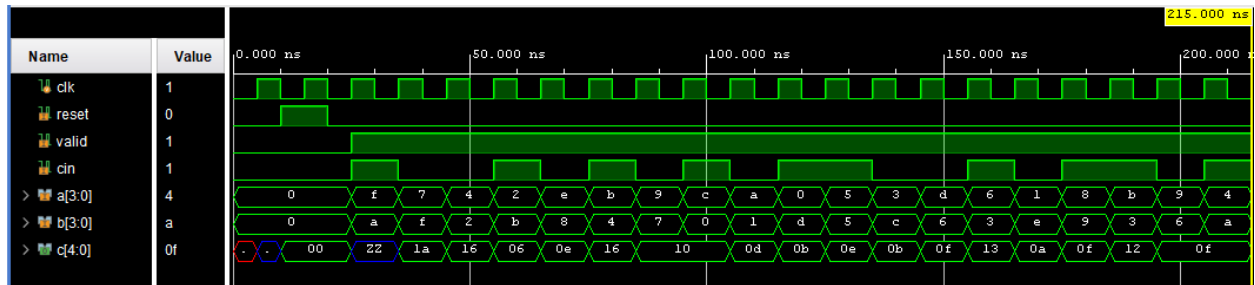 215.000 ns
Name Value 0.000 ns 50.000 ns 100.000 ns 150.000 ns 200.000
clk 1
reset 0
valid 1
cin 1
> a[3:0] 4 0 f 7 4 2 e b 9 c a 0 5 3 d 6 1 8 b 9 4
> b[3:0] a 0 a f 2 b 8 4 7 0 1 d 5 c 6 3 e 9 3 6 a
> c[4:0] 0f . . 00 ZZ 1a 16 06 0e 16 10 0d 0b 0e 0b 0f 13 0a 0f 12 0f